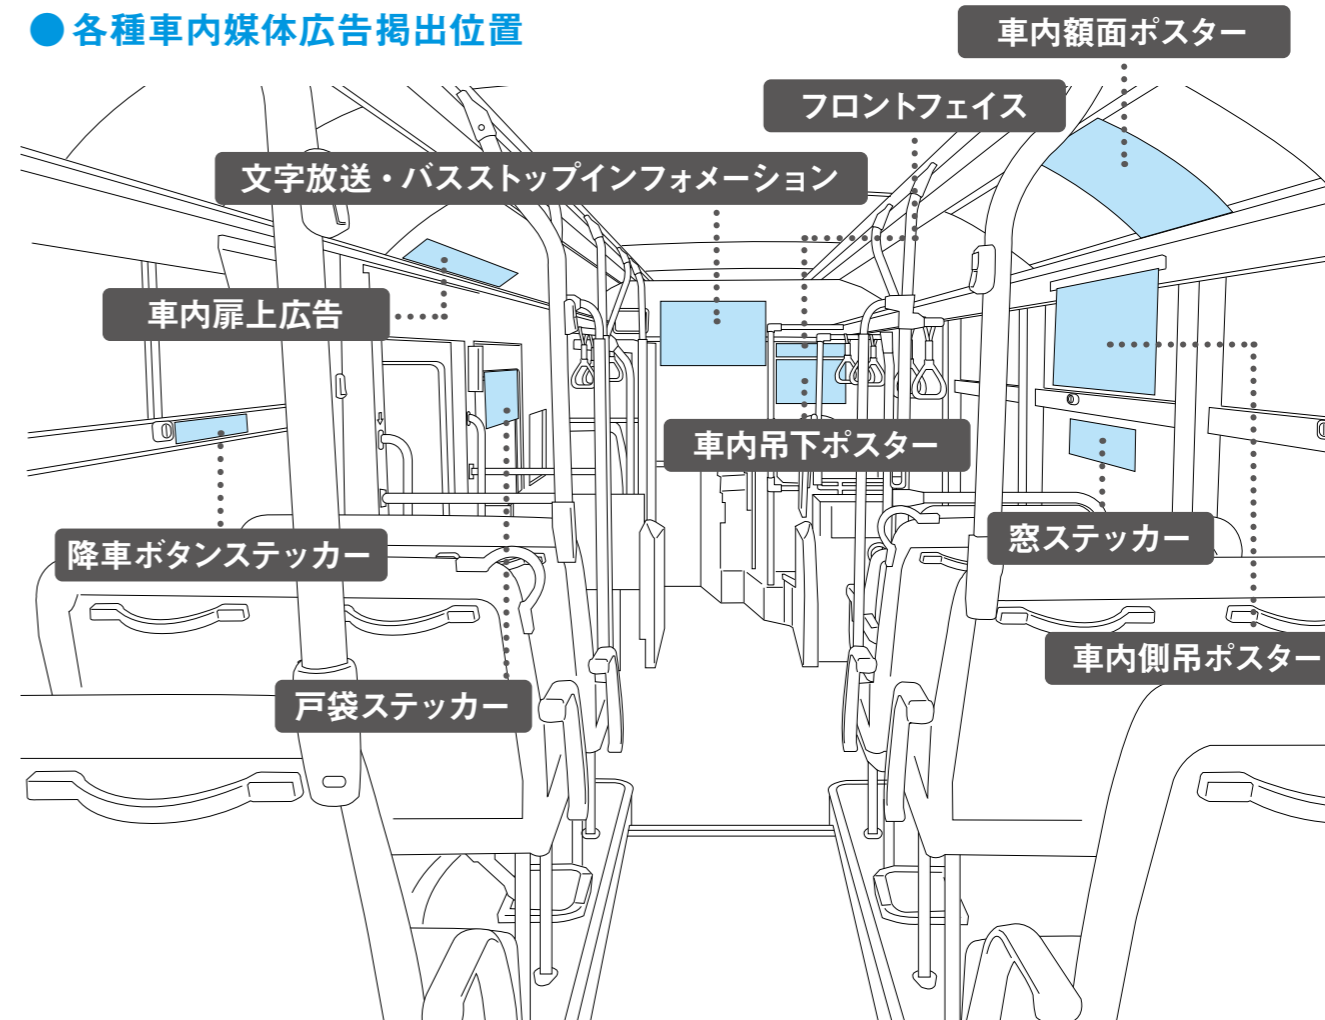 ●各種車内媒体広告掲出位置
車内額面ポスター
フロントフェイス
文字放送・バスストップインフォメーション
車内扉上広告
車内吊下ポスター
降車ボタンステッカー
窓ステッカー
車内側吊ポスター
戸袋ステッカー